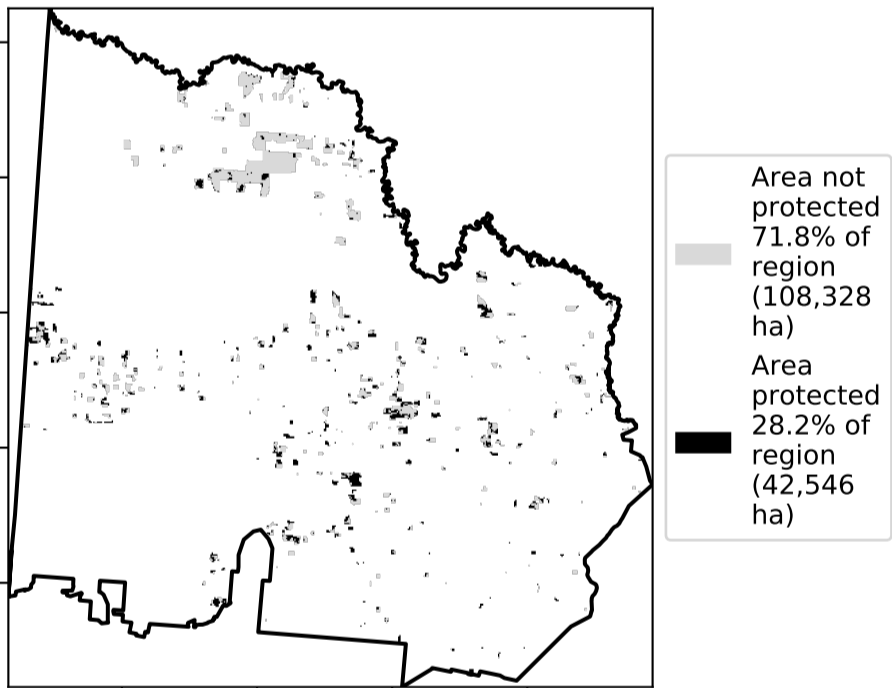 Area not
protected
71.8% of
region
(108,328
ha)
Area
protected
28.2% of
region
(42,546
ha)